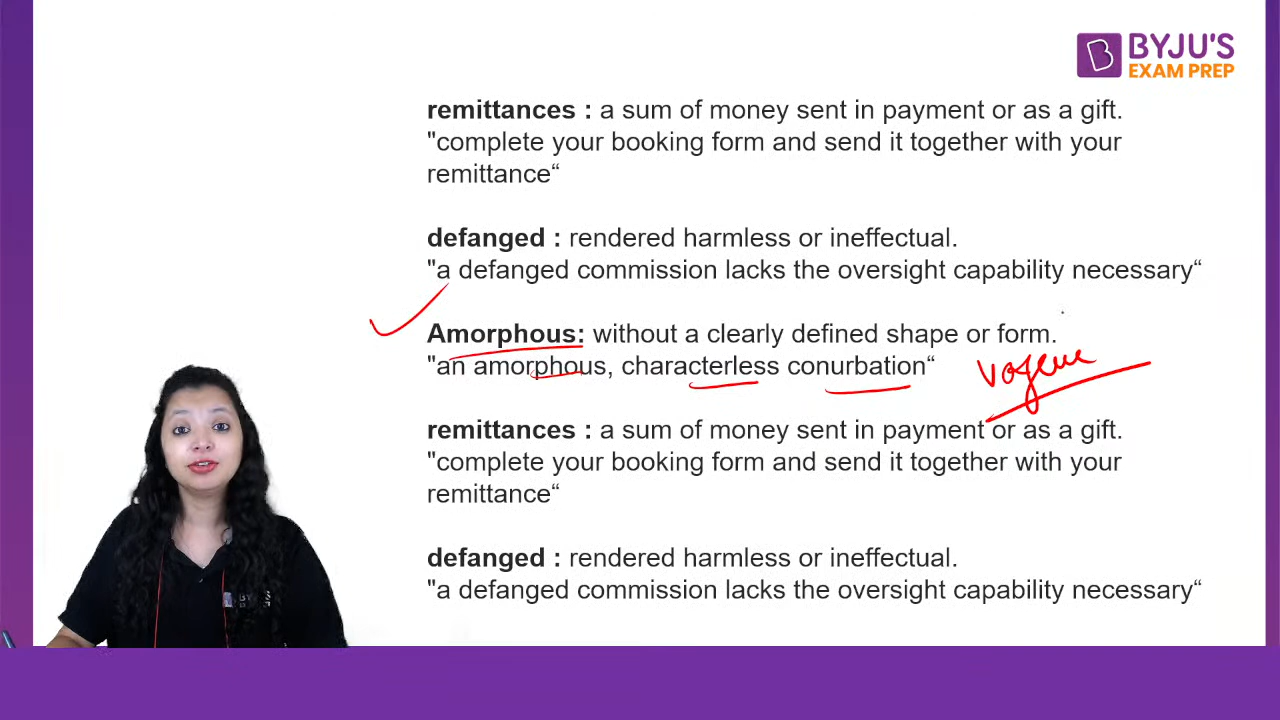 BYJU'S
EXAM PREP
remittances : a sum of money sent in payment or as a gift.
"complete your booking form and send it together with your
remittance“
defanged : rendered harmless or ineffectual.
"a defanged commission lacks the oversight capability necessary“
Amorphous: without a clearly defined shape or form.
"an amorphous, characterless conurbation“
vogue
remittances : a sum of money sent in payment or as a gift.
"complete your booking form and send it together with your
remittance“
defanged : rendered harmless or ineffectual.
"a defanged commission lacks the oversight capability necessary“